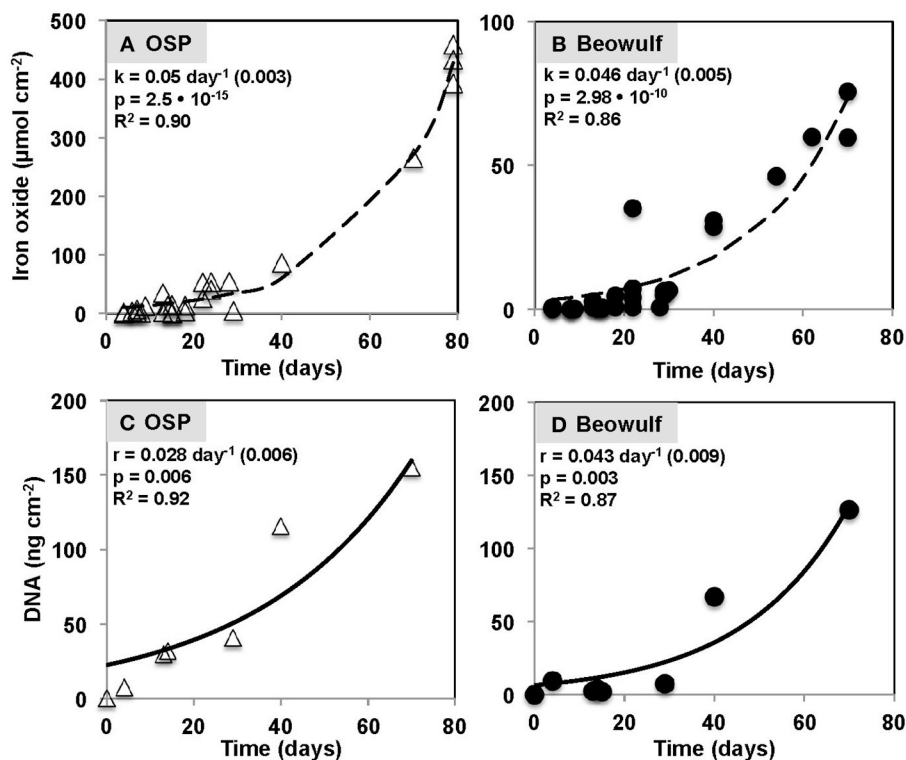 A OSP
k = 0.05 day⁻¹ (0.003)
p = 2.5 • 10⁻¹⁵
R² = 0.90
Iron oxide (µmol cm⁻²)
500
400
300
200
100
0
0 20 40 60 80
Time (days)
B Beowulf
k = 0.046 day⁻¹ (0.005)
p = 2.98 • 10⁻¹⁰
R² = 0.86
100
50
0
0 20 40 60 80
Time (days)
C OSP
r = 0.028 day⁻¹ (0.006)
p = 0.006
R² = 0.92
DNA (ng cm⁻²)
200
150
100
50
0
0 20 40 60 80
Time (days)
D Beowulf
r = 0.043 day⁻¹ (0.009)
p = 0.003
R² = 0.87
200
150
100
50
0
0 20 40 60 80
Time (days)